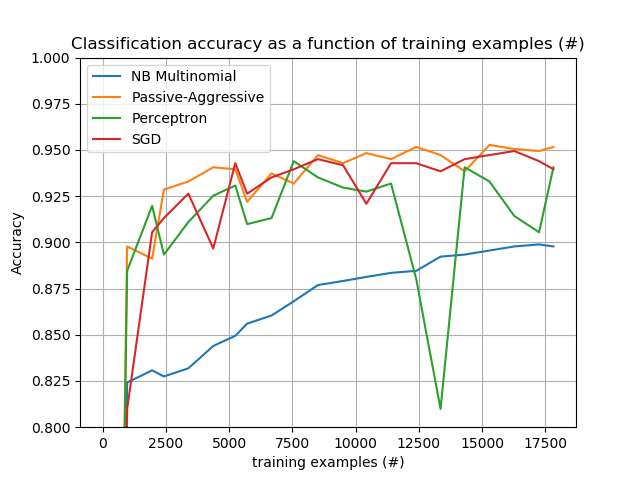 Classification accuracy as a function of training examples (#)
1.000
0.975
0.950
0.925
0.900
0.875
0.850
0.825
0.800
Accuracy
NB Multinomial
Passive-Aggressive
Perceptron
SGD
0
2500
5000
7500
10000
12500
15000
17500
training examples (#)